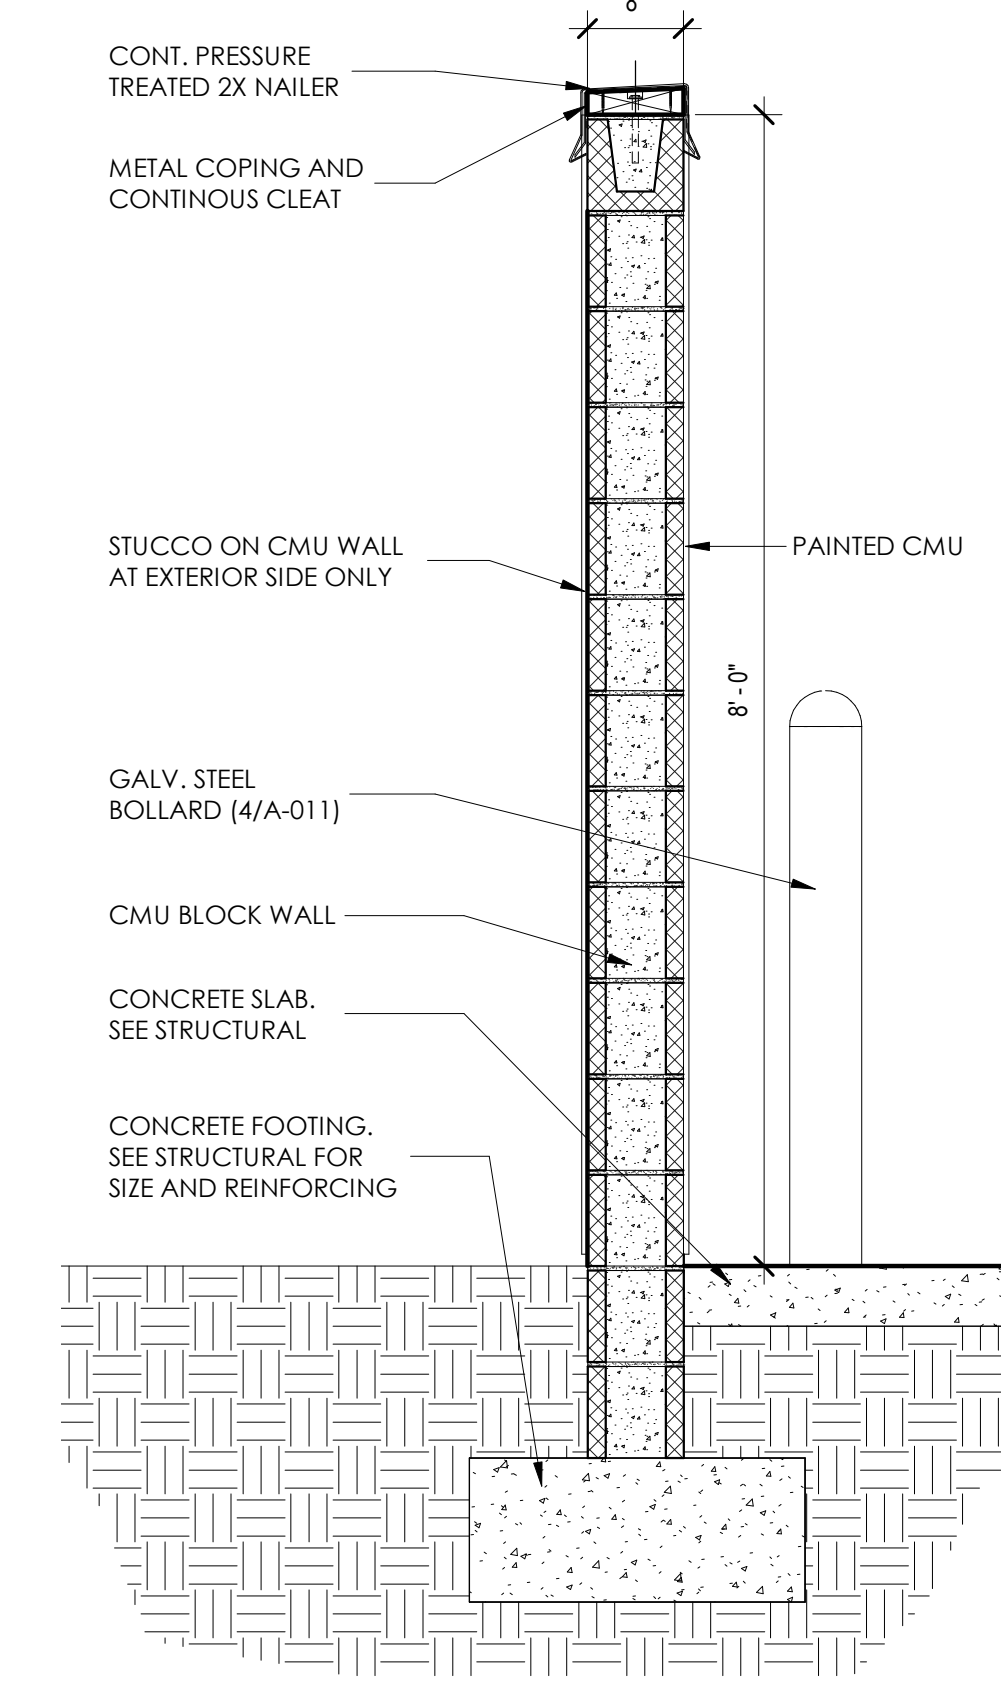 CONT. PRESSURE
TREATED 2X NAILER
METAL COPING AND
CONTINOUS CLEAT
STUCCO ON CMU WALL
AT EXTERIOR SIDE ONLY
PAINTED CMU
8' - 0"
GALV. STEEL
BOLLARD (4/A-011)
CMU BLOCK WALL
CONCRETE SLAB.
SEE STRUCTURAL
CONCRETE FOOTING.
SEE STRUCTURAL FOR
SIZE AND REINFORCING